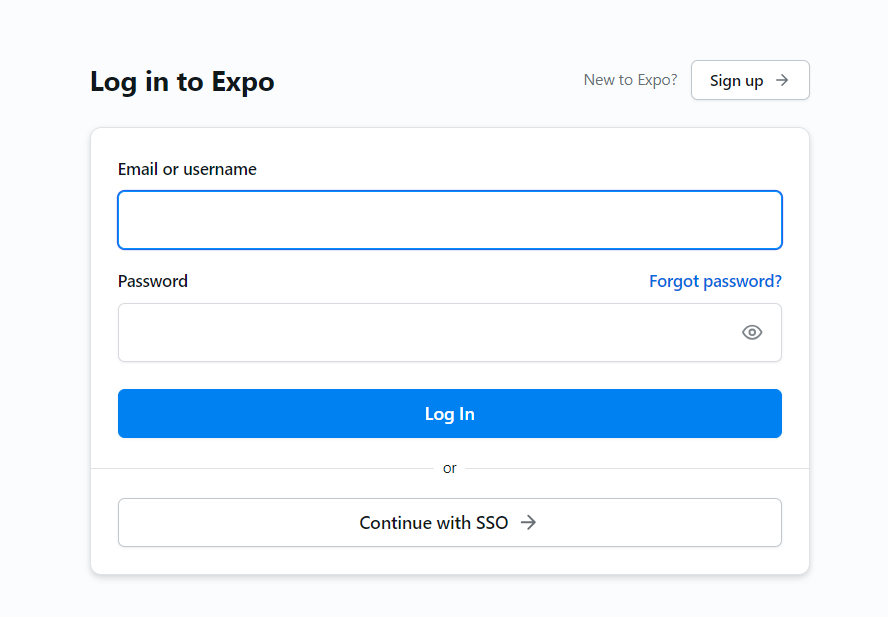 Log in to Expo
New to Expo?
Sign up
Email or username
Password
Forgot password?
Log In
or
Continue with SSO